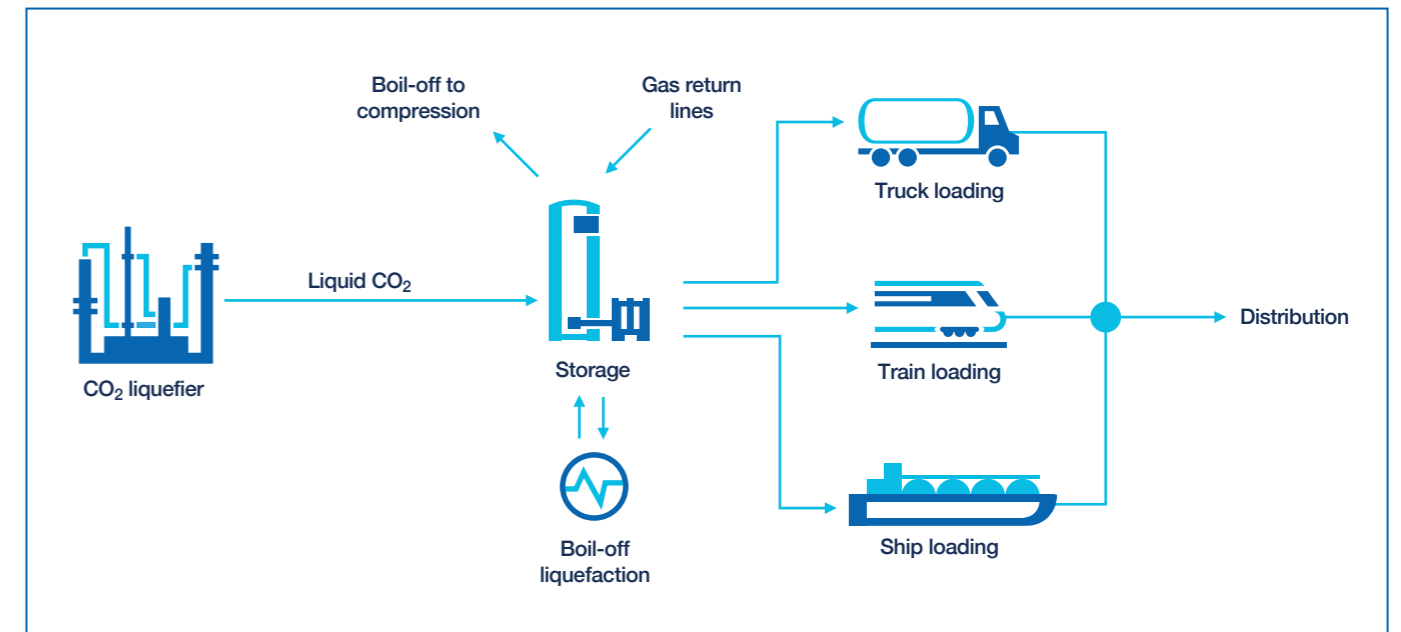 Boil-off to
compression
Gas return
lines
Truck loading
Liquid CO₂
CO₂ liquefier
Storage
Train loading
Distribution
Boil-off
liquefaction
Ship loading